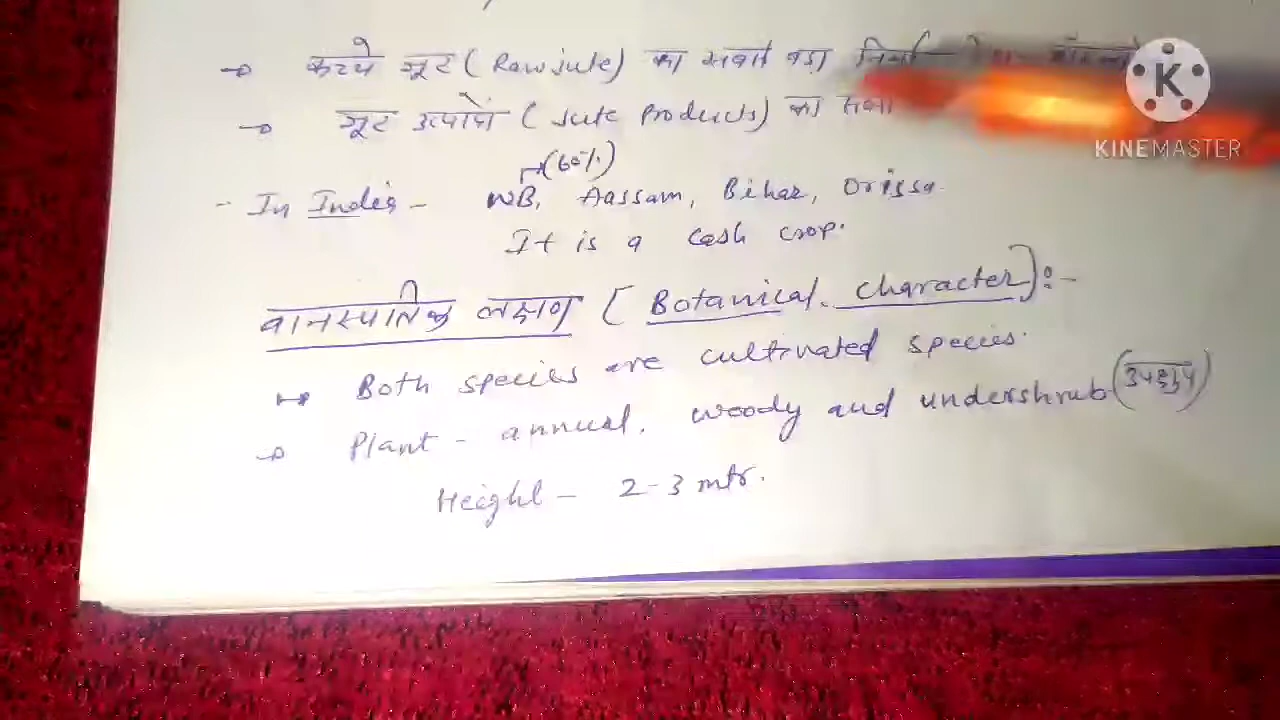 → कच्चे जूट ( Raw jute) का सबसे बड़ा
→ जूट उत्पादों ( Jute Products) का
→(60%)
- In India - WB, Aassam, Bihar, Orissa.
It is a cash crop.
वानस्पतिक लक्षण ( Botanical character):-
→ Both species are cultivated species.
→ Plant - annual, woody and undershrub (उपझाड़ी)
Height - 2-3 mtr.
K
KINEMASTER